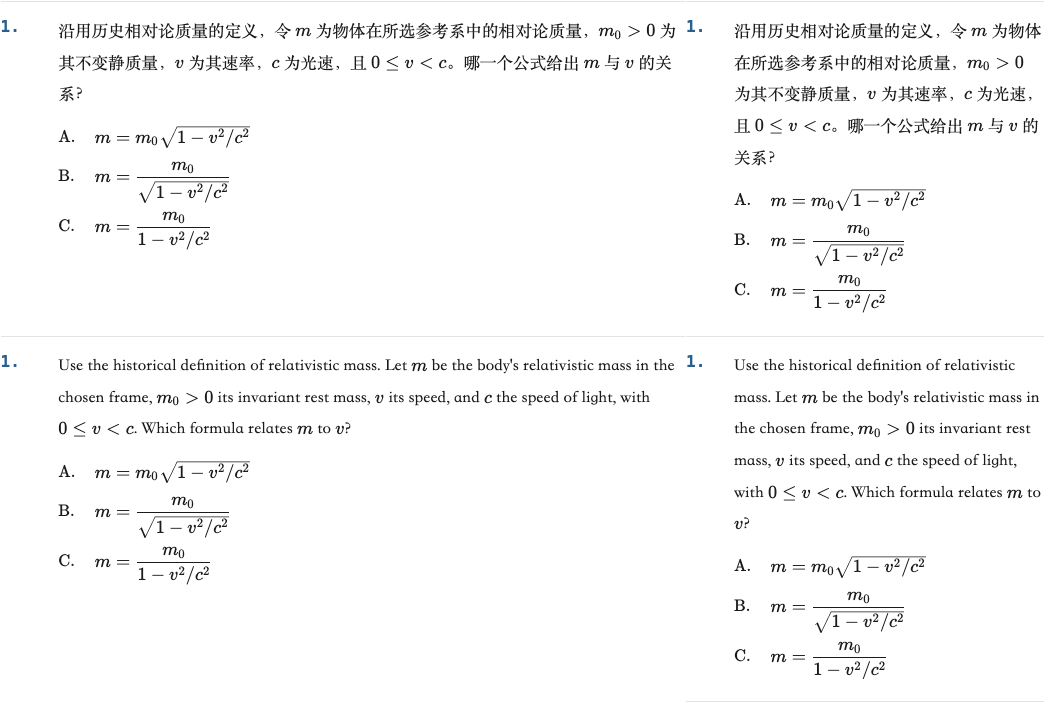 1. 沿用历史相对论质量的定义，令 m 为物体在所选参考系中的相对论质量，m₀ > 0 为
其不变静质量，v 为其速率，c 为光速，且 0 ≤ v < c。哪一个公式给出 m 与 v 的关
系？
A. m = m₀√(1 − v²/c²)
B. m = m₀/√(1 − v²/c²)
C. m = m₀/(1 − v²/c²)
1. 沿用历史相对论质量的定义，令 m 为物体
在所选参考系中的相对论质量，m₀ > 0
为其不变静质量，v 为其速率，c 为光速，
且 0 ≤ v < c。哪一个公式给出 m 与 v 的
关系？
A. m = m₀√(1 − v²/c²)
B. m = m₀/√(1 − v²/c²)
C. m = m₀/(1 − v²/c²)
1. Use the historical definition of relativistic mass. Let m be the body's relativistic mass in the
chosen frame, m₀ > 0 its invariant rest mass, v its speed, and c the speed of light, with
0 ≤ v < c. Which formula relates m to v?
A. m = m₀√(1 − v²/c²)
B. m = m₀/√(1 − v²/c²)
C. m = m₀/(1 − v²/c²)
1. Use the historical definition of relativistic
mass. Let m be the body's relativistic mass in
the chosen frame, m₀ > 0 its invariant rest
mass, v its speed, and c the speed of light,
with 0 ≤ v < c. Which formula relates m to
v?
A. m = m₀√(1 − v²/c²)
B. m = m₀/√(1 − v²/c²)
C. m = m₀/(1 − v²/c²)